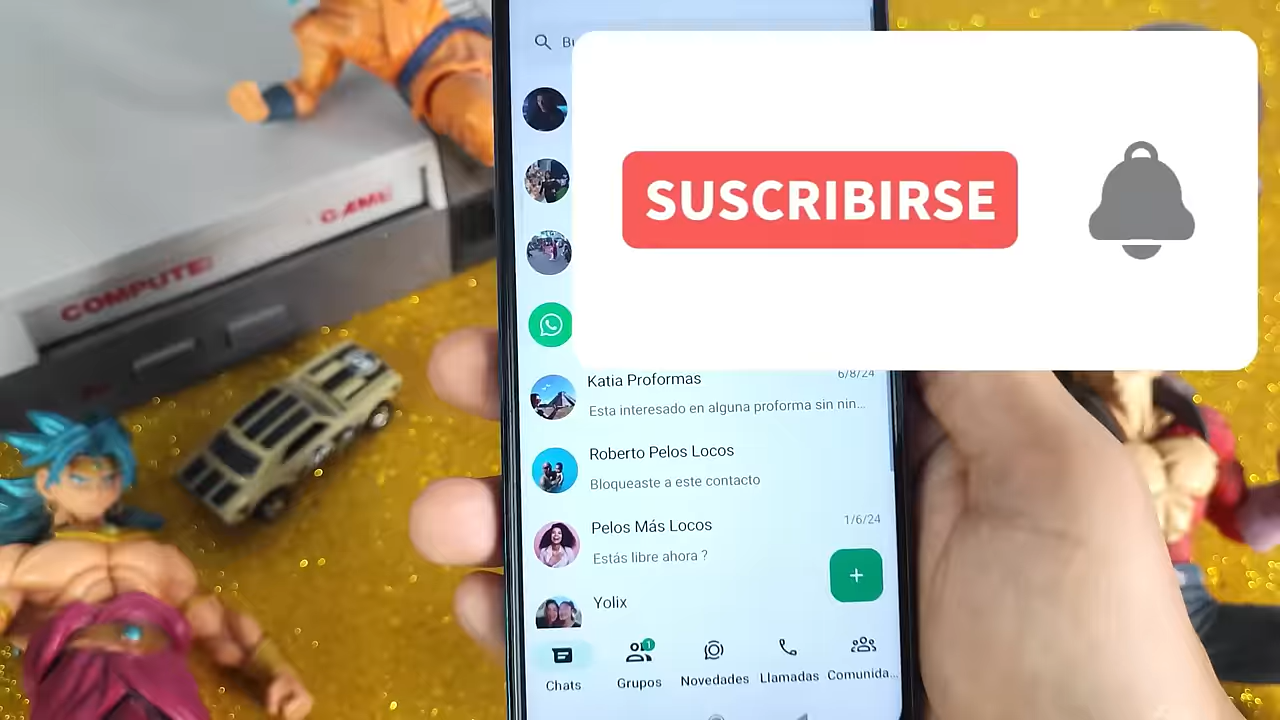 SUSCRIBIRSE
GAME
COMPUTE
Katia Proformas
6/8/24
Esta interesado en alguna proforma sin nin...
Roberto Pelos Locos
Bloqueaste a este contacto
Pelos Más Locos
1/6/24
Estás libre ahora ?
+
Yolix
1
Chats
Grupos
Novedades
Llamadas
Comunida...